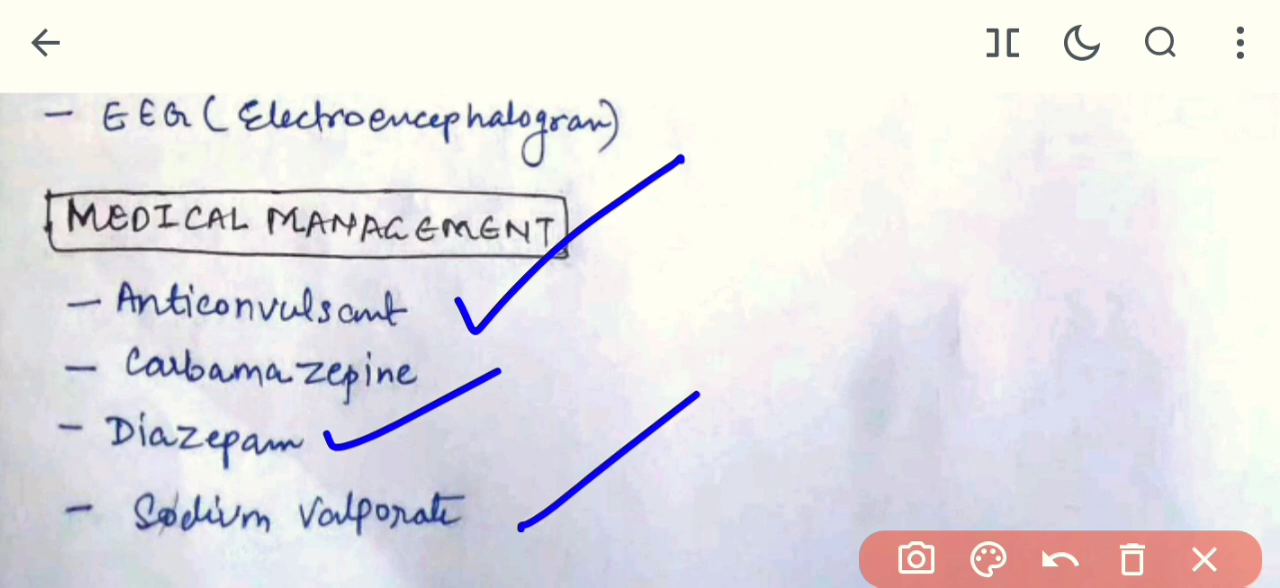 - EEG (Electroencephalogram)
MEDICAL MANAGEMENT
- Anticonvulsant
- Carbamazepine
- Diazepam
- Sodium Valporate